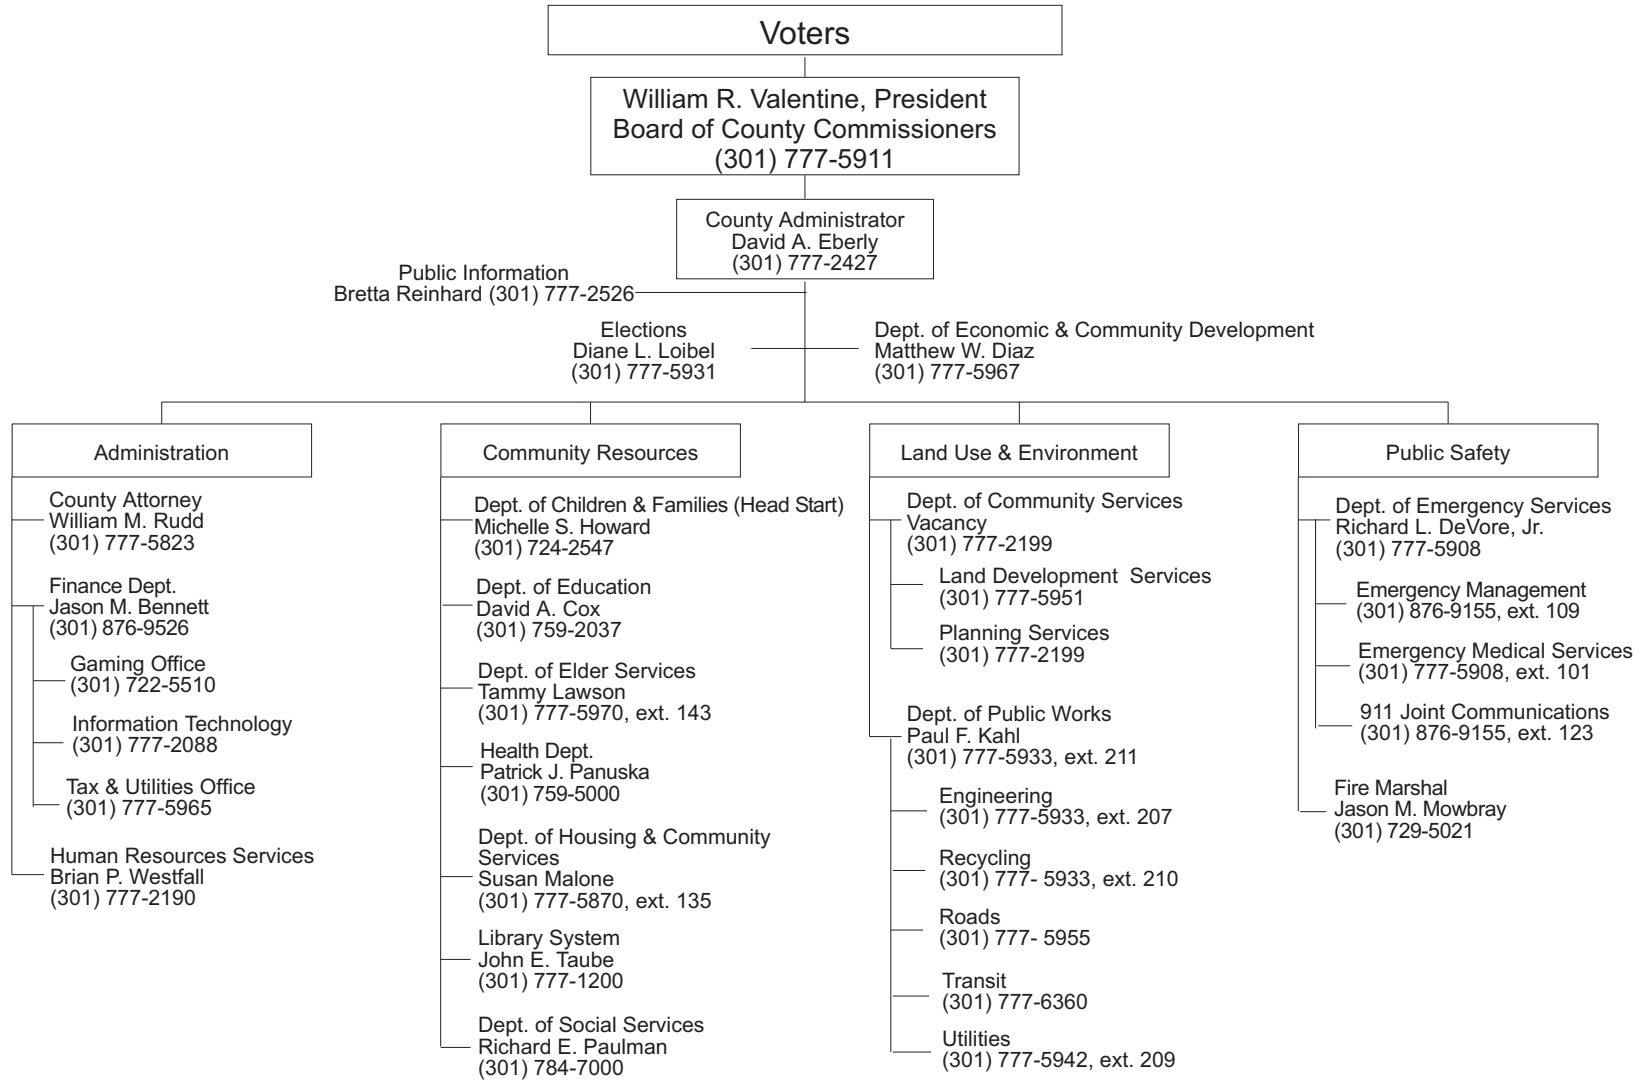 Voters
William R. Valentine, President
Board of County Commissioners
(301) 777-5911
County Administrator
David A. Eberly
(301) 777-2427
Public Information
Bretta Reinhard (301) 777-2526
Elections
Diane L. Loibel
(301) 777-5931
Dept. of Economic & Community Development
Matthew W. Diaz
(301) 777-5967
Administration
County Attorney
William M. Rudd
(301) 777-5823
Finance Dept.
Jason M. Bennett
(301) 876-9526
Gaming Office
(301) 722-5510
Information Technology
(301) 777-2088
Tax & Utilities Office
(301) 777-5965
Human Resources Services
Brian P. Westfall
(301) 777-2190
Community Resources
Dept. of Children & Families (Head Start)
Michelle S. Howard
(301) 724-2547
Dept. of Education
David A. Cox
(301) 759-2037
Dept. of Elder Services
Tammy Lawson
(301) 777-5970, ext. 143
Health Dept.
Patrick J. Panuska
(301) 759-5000
Dept. of Housing & Community
Services
Susan Malone
(301) 777-5870, ext. 135
Library System
John E. Taube
(301) 777-1200
Dept. of Social Services
Richard E. Paulman
(301) 784-7000
Land Use & Environment
Dept. of Community Services
Vacancy
(301) 777-2199
Land Development  Services
(301) 777-5951
Planning Services
(301) 777-2199
Dept. of Public Works
Paul F. Kahl
(301) 777-5933, ext. 211
Engineering
(301) 777-5933, ext. 207
Recycling
(301) 777- 5933, ext. 210
Roads
(301) 777- 5955
Transit
(301) 777-6360
Utilities
(301) 777-5942, ext. 209
Public Safety
Dept. of Emergency Services
Richard L. DeVore, Jr.
(301) 777-5908
Emergency Management
(301) 876-9155, ext. 109
Emergency Medical Services
(301) 777-5908, ext. 101
911 Joint Communications
(301) 876-9155, ext. 123
Fire Marshal
Jason M. Mowbray
(301) 729-5021